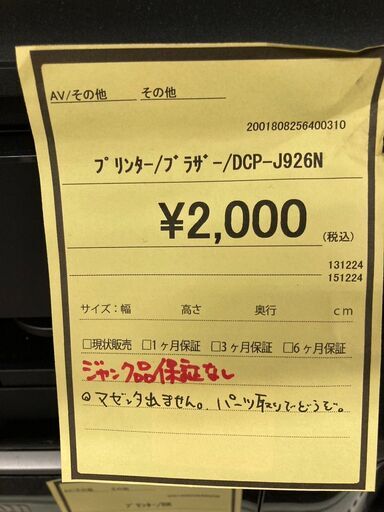 AV/その他 その他
2001808256400310
ﾌﾟﾘﾝﾀｰ/ﾌﾞﾗｻﾞｰ/DCP-J926N
¥2,000 (税込)
131224
151224
サイズ:幅 高さ 奥行 cm
□現状販売 □1ヶ月保証 □3ヶ月保証 □6ヶ月保証
ジャンク品保証なし
◎マゼンタ出ません。パーツ取りでどうぞ。